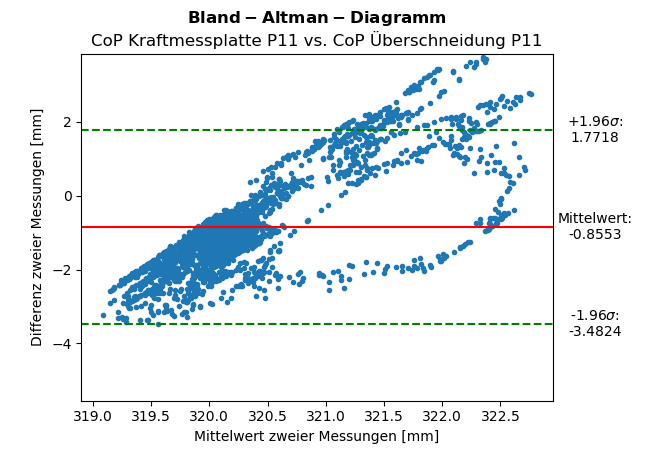 Bland − Altman − Diagramm
CoP Kraftmessplatte P11 vs. CoP Überschneidung P11
Differenz zweier Messungen [mm]
2
0
−2
−4
+1.96σ:
1.7718
Mittelwert:
-0.8553
-1.96σ:
-3.4824
319.0 319.5 320.0 320.5 321.0 321.5 322.0 322.5
Mittelwert zweier Messungen [mm]